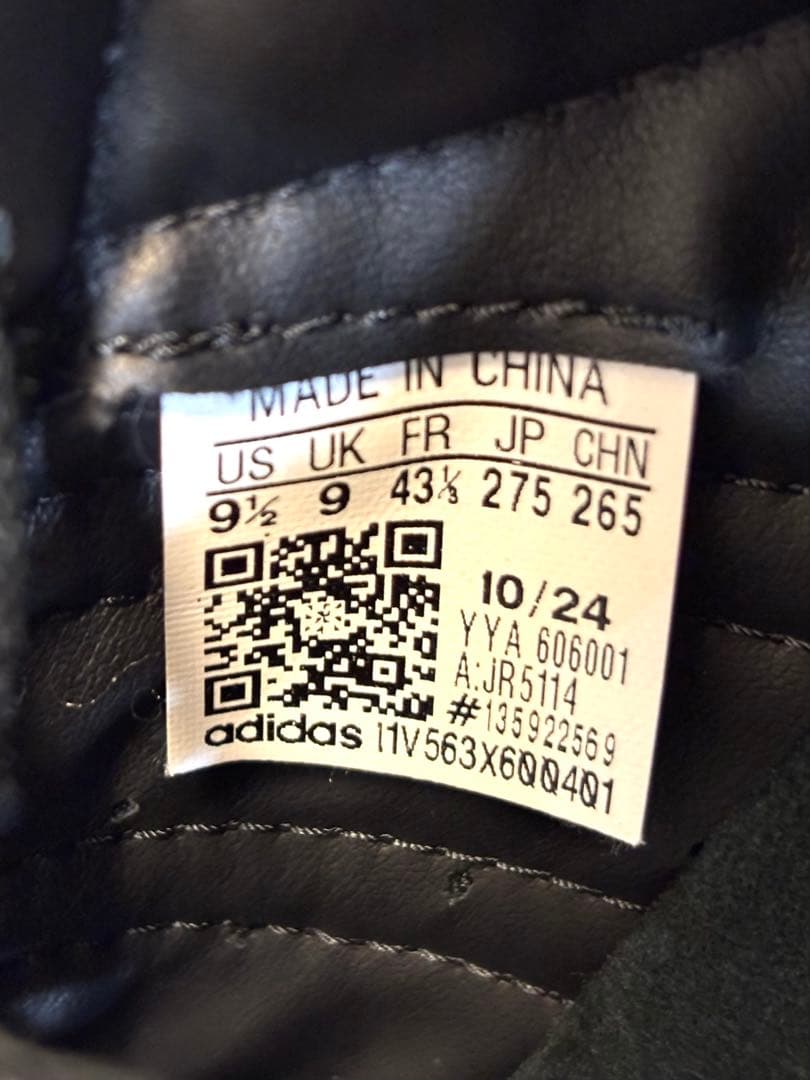 MADE IN CHINA
US UK FR JP CHN
9½ 9 43⅓ 275 265
10/24
YYA 606001
A:JR5114
#135922569
adidas I1V563X600401